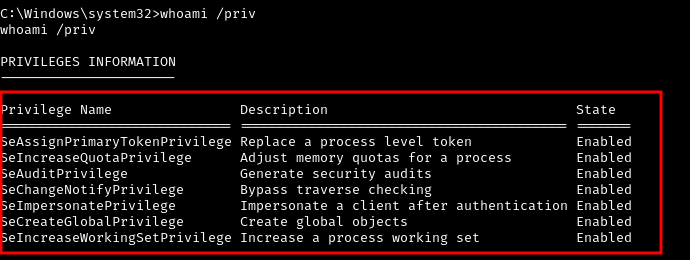 C:\Windows\system32>whoami /priv
whoami /priv
PRIVILEGES INFORMATION
Privilege Name Description State
SeAssignPrimaryTokenPrivilege Replace a process level token Enabled
SeIncreaseQuotaPrivilege Adjust memory quotas for a process Enabled
SeAuditPrivilege Generate security audits Enabled
SeChangeNotifyPrivilege Bypass traverse checking Enabled
SeImpersonatePrivilege Impersonate a client after authentication Enabled
SeCreateGlobalPrivilege Create global objects Enabled
SeIncreaseWorkingSetPrivilege Increase a process working set Enabled